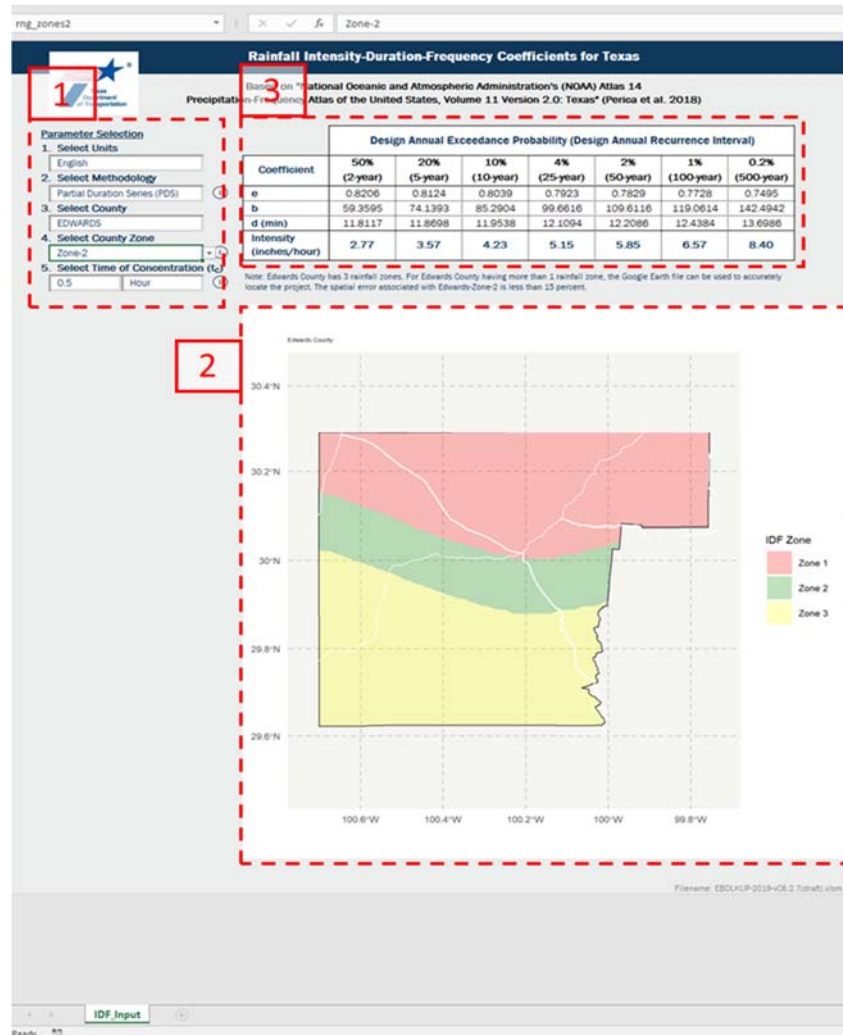 rng_zones2
fx
Zone-2
Rainfall Intensity-Duration-Frequency Coefficients for Texas
1
3
Texas
Department
of Transportation
Based on "National Oceanic and Atmospheric Administration's (NOAA) Atlas 14
Precipitation-Frequency Atlas of the United States, Volume 11 Version 2.0: Texas" (Perica et al. 2018)
Parameter Selection
1. Select Units
English
2. Select Methodology
Partial Duration Series (PDS)
3. Select County
EDWARDS
4. Select County Zone
Zone-2
5. Select Time of Concentration (tc)
0.5 Hour
Design Annual Exceedance Probability (Design Annual Recurrence Interval)
Coefficient 50% 20% 10% 4% 2% 1% 0.2%
(2-year) (5-year) (10-year) (25-year) (50-year) (100-year) (500-year)
e 0.8206 0.8124 0.8039 0.7923 0.7829 0.7728 0.7495
b 59.3595 74.1393 85.2904 99.6616 109.6116 119.0614 142.4942
d (min) 11.8117 11.8698 11.9538 12.1094 12.2086 12.4384 13.6986
Intensity
(inches/hour) 2.77 3.57 4.23 5.15 5.85 6.57 8.40
Note: Edwards County has 3 rainfall zones. For Edwards County having more than 1 rainfall zone, the Google Earth file can be used to accurately
locate the project. The spatial error associated with Edwards-Zone-2 is less than 15 percent.
2
Edwards County
30.4°N
30.2°N
30°N
29.8°N
29.6°N
100.6°W 100.4°W 100.2°W 100°W 99.8°W
IDF Zone
Zone 1
Zone 2
Zone 3
IDF_Input
Ready